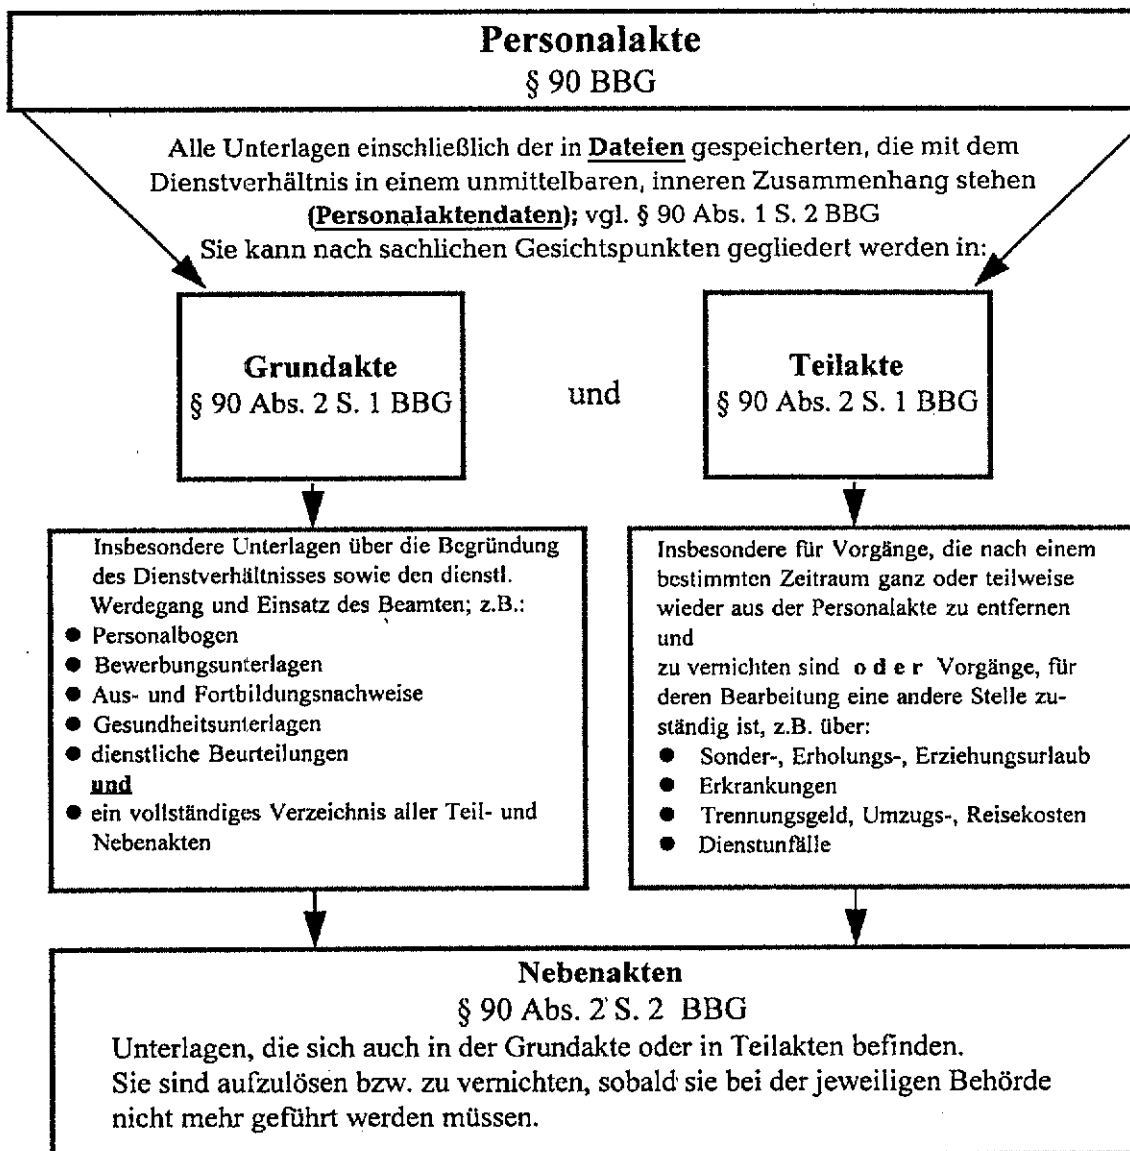 Personalakte
§ 90 BBG
Alle Unterlagen einschließlich der in Dateien gespeicherten, die mit dem
Dienstverhältnis in einem unmittelbaren, inneren Zusammenhang stehen
(Personalaktendaten); vgl. § 90 Abs. 1 S. 2 BBG
Sie kann nach sachlichen Gesichtspunkten gegliedert werden in:
Grundakte
§ 90 Abs. 2 S. 1 BBG
und
Teilakte
§ 90 Abs. 2 S. 1 BBG
Insbesondere Unterlagen über die Begründung
des Dienstverhältnisses sowie den dienstl.
Werdegang und Einsatz des Beamten; z.B.:
● Personalbogen
● Bewerbungsunterlagen
● Aus- und Fortbildungsnachweise
● Gesundheitsunterlagen
● dienstliche Beurteilungen
und
● ein vollständiges Verzeichnis aller Teil- und
Nebenakten
Insbesondere für Vorgänge, die nach einem
bestimmten Zeitraum ganz oder teilweise
wieder aus der Personalakte zu entfernen
und
zu vernichten sind o d e r Vorgänge, für
deren Bearbeitung eine andere Stelle zu-
ständig ist, z.B. über:
● Sonder-, Erholungs-, Erziehungsurlaub
● Erkrankungen
● Trennungsgeld, Umzugs-, Reisekosten
● Dienstunfälle
Nebenakten
§ 90 Abs. 2 S. 2 BBG
Unterlagen, die sich auch in der Grundakte oder in Teilakten befinden.
Sie sind aufzulösen bzw. zu vernichten, sobald sie bei der jeweiligen Behörde
nicht mehr geführt werden müssen.